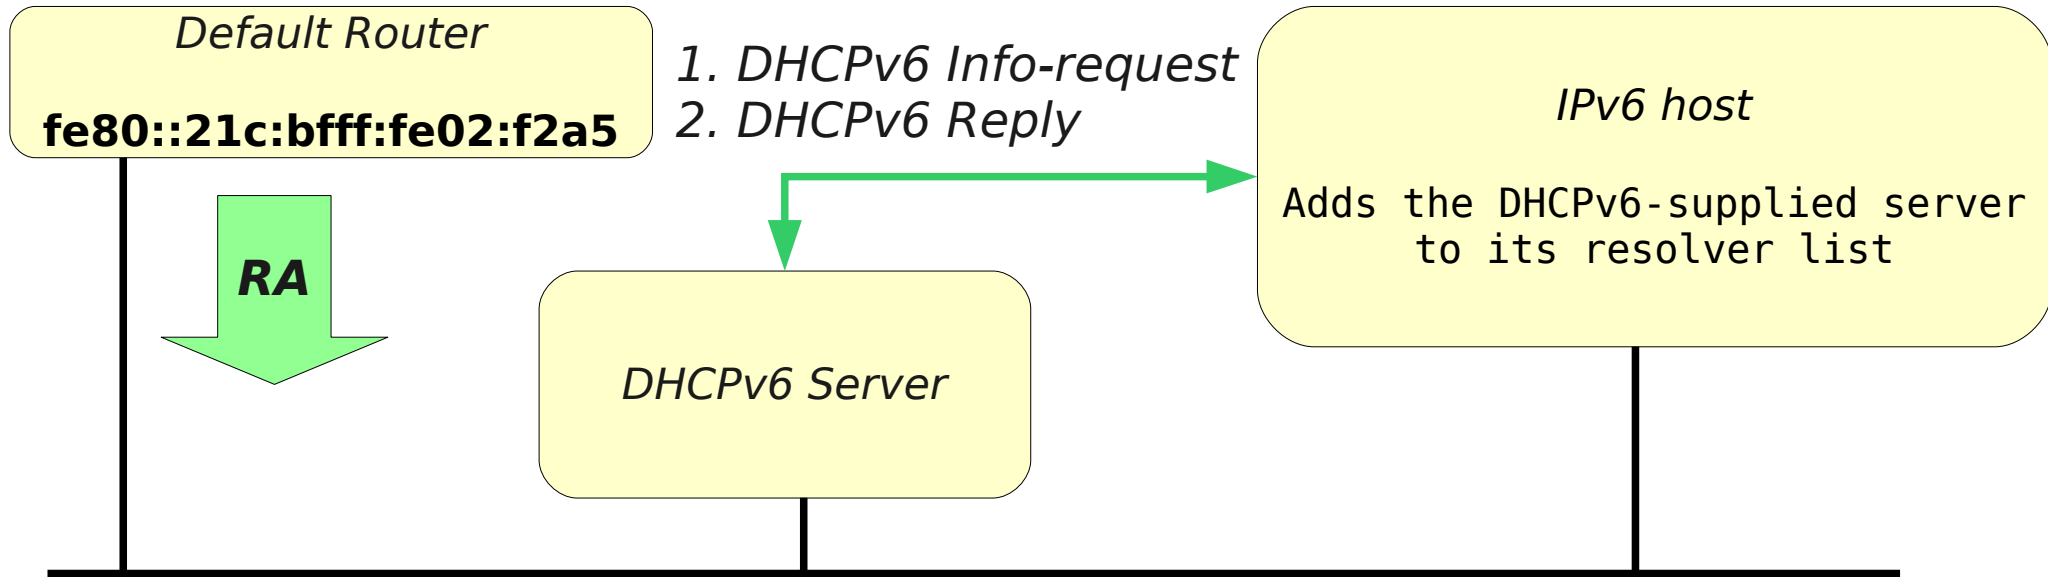 Default Router
fe80::21c:bfff:fe02:f2a5
1. DHCPv6 Info-request
2. DHCPv6 Reply
IPv6 host
Adds the DHCPv6-supplied server
to its resolver list
RA
DHCPv6 Server